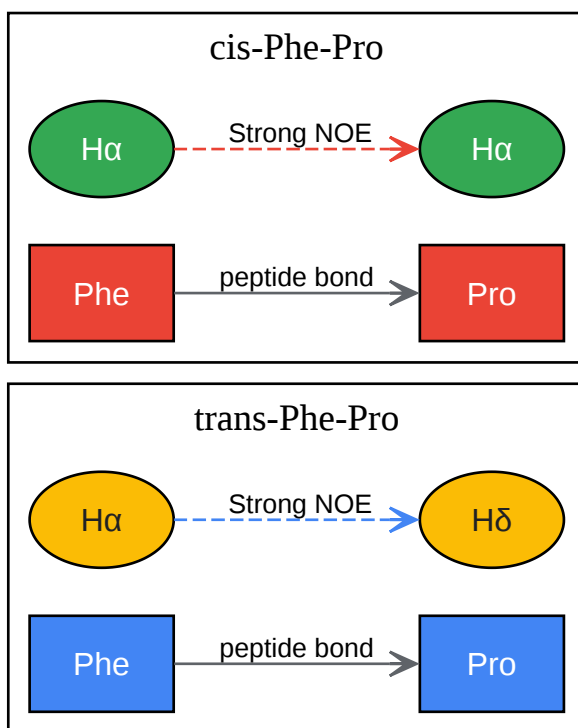 cis-Phe-Pro
Hα
Strong NOE
Hα
Phe
peptide bond
Pro
trans-Phe-Pro
Hα
Strong NOE
Hδ
Phe
peptide bond
Pro